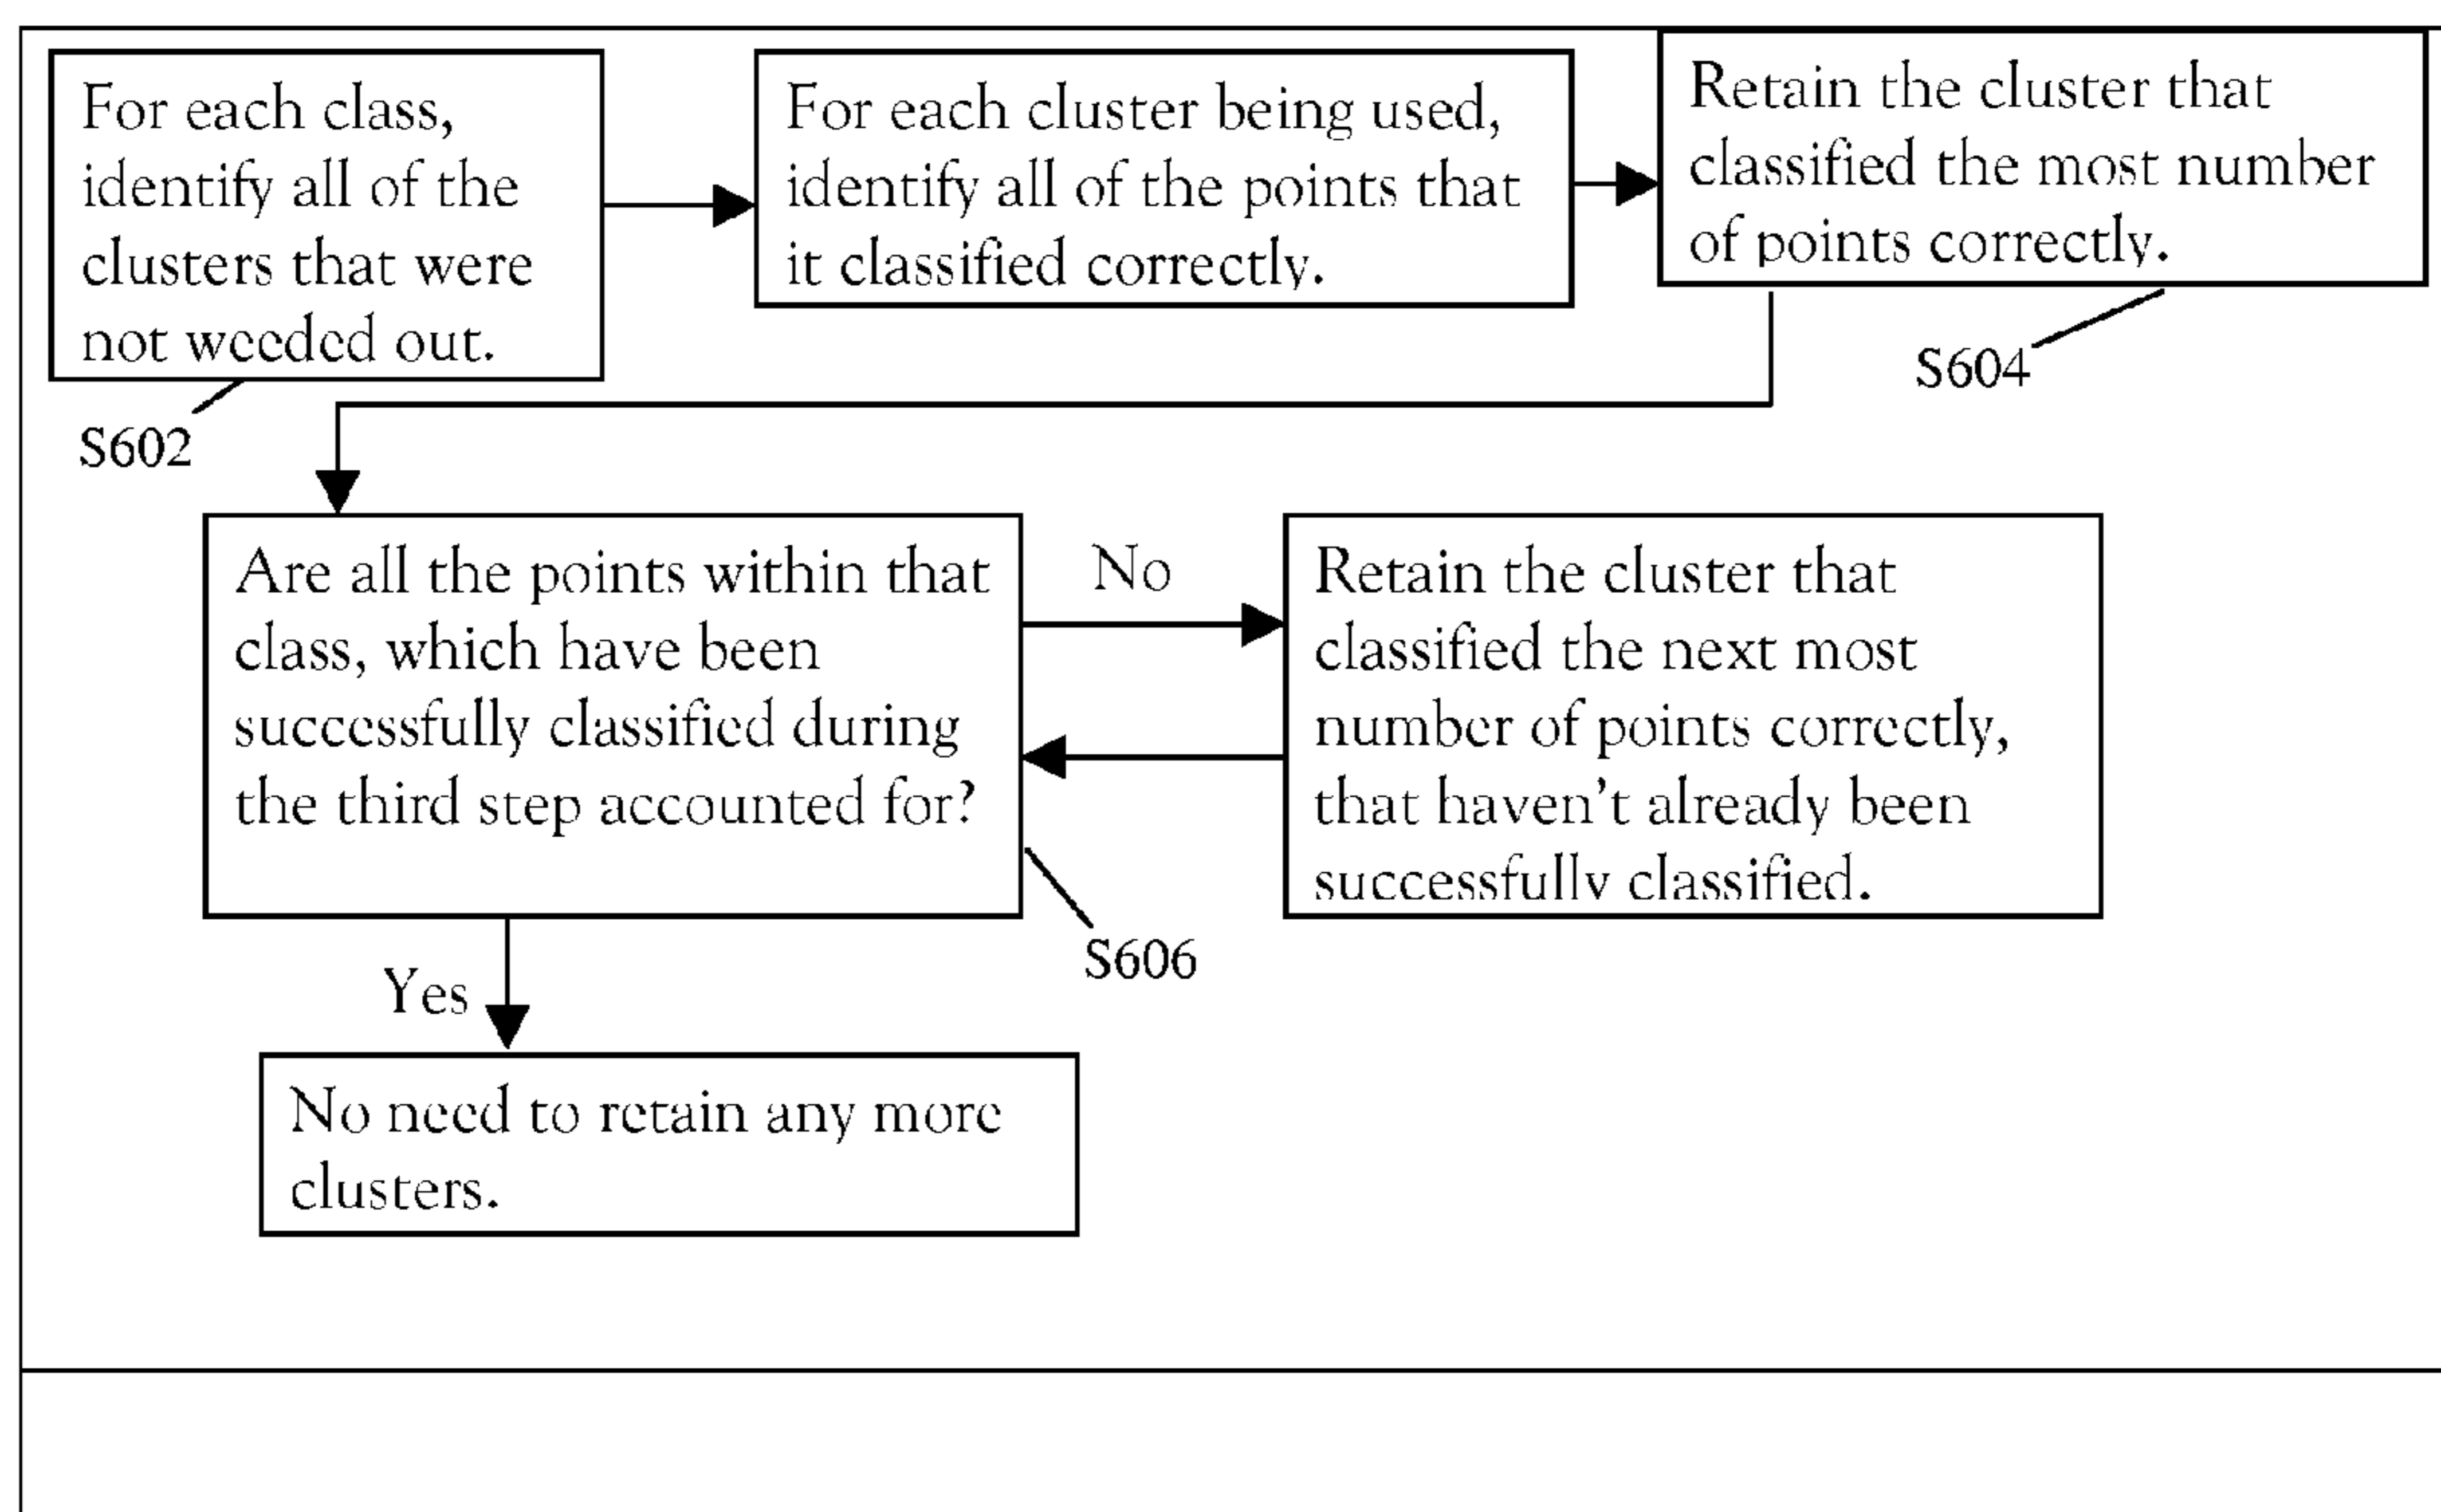 For each class,
identify all of the
clusters that were
not weeded out.
For each cluster being used,
identify all of the points that
it classified correctly.
Retain the cluster that
classified the most number
of points correctly.
S604
S602
Are all the points within that
class, which have been
successfully classified during
the third step accounted for?
No
Retain the cluster that
classified the next most
number of points correctly,
that haven't already been
successfully classified.
S606
Yes
No need to retain any more
clusters.